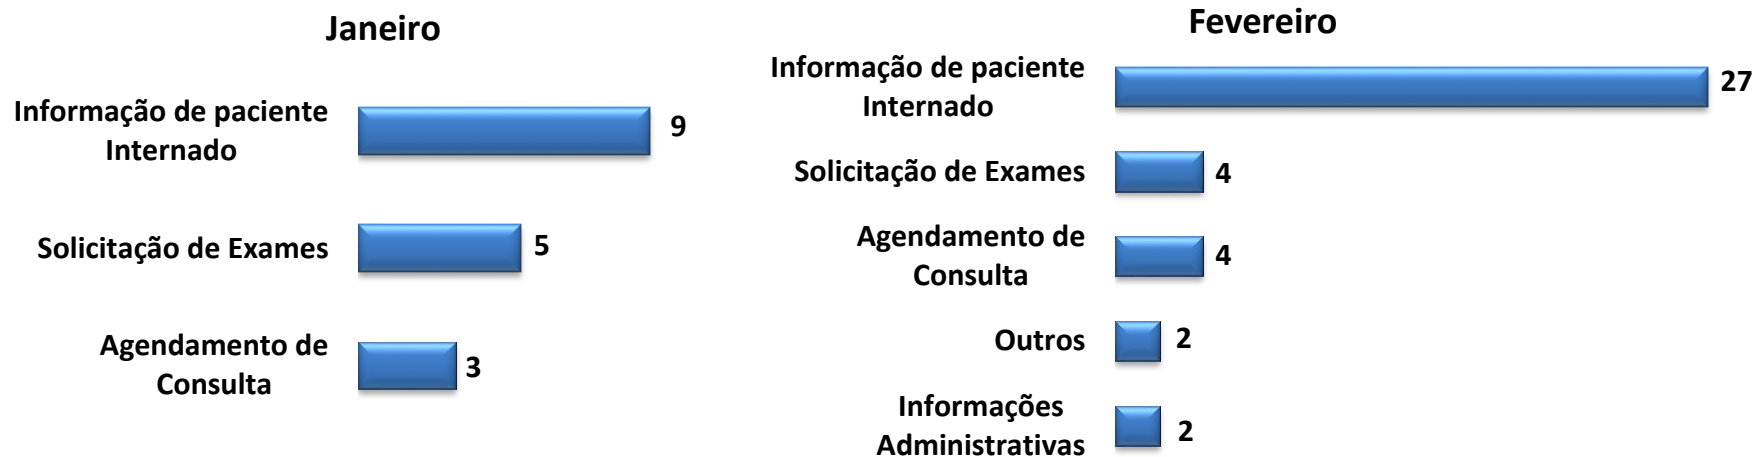 Janeiro
Informação de paciente
Internado
9
Solicitação de Exames
5
Agendamento de
Consulta
3
Fevereiro
Informação de paciente
Internado
27
Solicitação de Exames
4
Agendamento de
Consulta
4
Outros
2
Informações
Administrativas
2